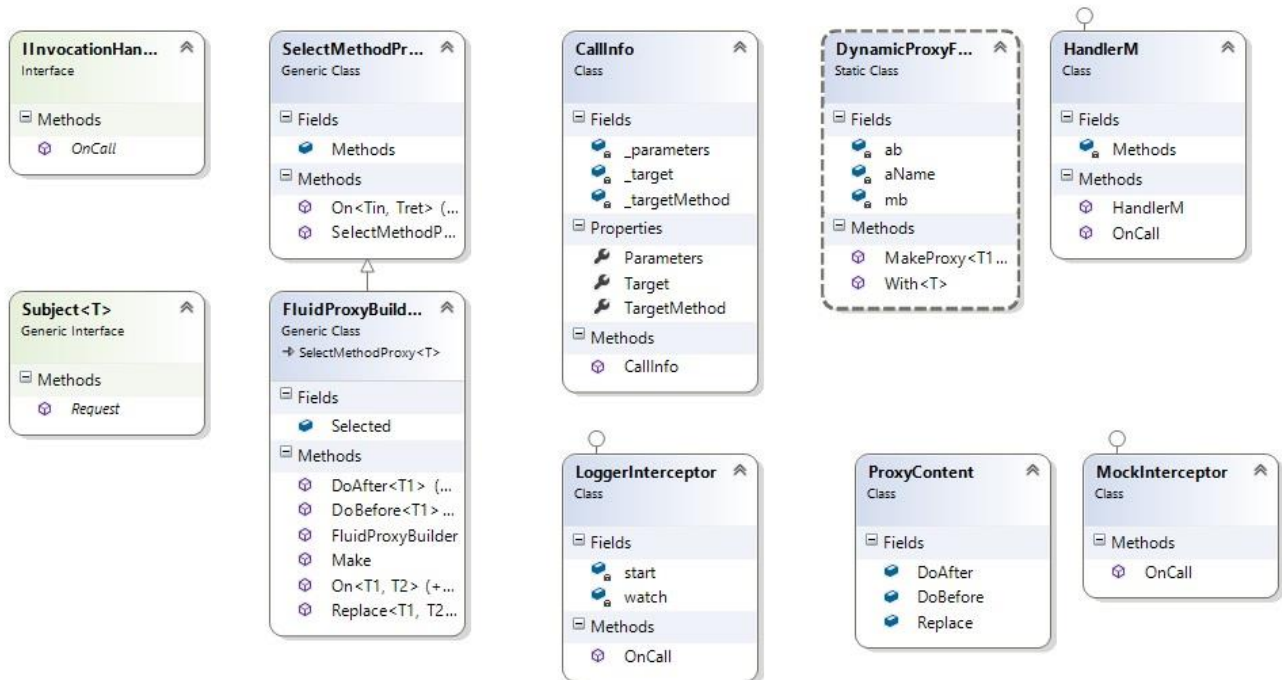 IInvocationHan...
Interface
Methods
OnCall
SelectMethodPr...
Generic Class
Fields
Methods
Methods
On<Tin, Tret> (...
SelectMethodP...
CallInfo
Class
Fields
_parameters
_target
_targetMethod
Properties
Parameters
Target
TargetMethod
Methods
CallInfo
DynamicProxyF...
Static Class
Fields
ab
aName
mb
Methods
MakeProxy<T1...
With<T>
HandlerM
Class
Fields
Methods
Methods
HandlerM
OnCall
Subject<T>
Generic Interface
Methods
Request
FluidProxyBuild...
Generic Class
SelectMethodProxy<T>
Fields
Selected
Methods
DoAfter<T1> (...
DoBefore<T1> ...
FluidProxyBuilder
Make
On<T1, T2> (+...
Replace<T1, T2...
LoggerInterceptor
Class
Fields
start
watch
Methods
OnCall
ProxyContent
Class
Fields
DoAfter
DoBefore
Replace
MockInterceptor
Class
Methods
OnCall